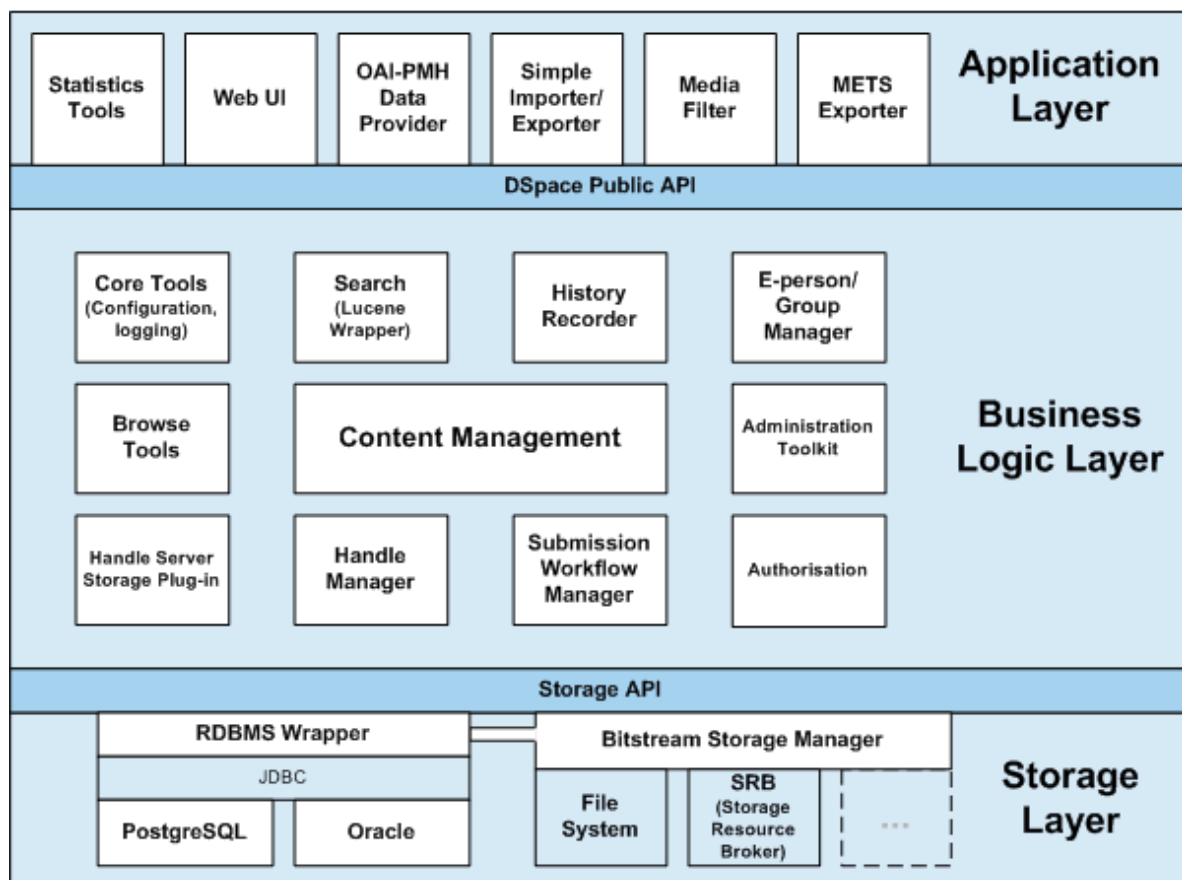 Statistics
Tools
Web UI
OAI-PMH
Data
Provider
Simple
Importer/
Exporter
Media
Filter
METS
Exporter
Application
Layer
DSpace Public API
Core Tools
(Configuration,
logging)
Search
(Lucene
Wrapper)
History
Recorder
E-person/
Group
Manager
Browse
Tools
Content Management
Administration
Toolkit
Business
Logic Layer
Handle Server
Storage Plug-in
Handle
Manager
Submission
Workflow
Manager
Authorisation
Storage API
RDBMS Wrapper
JDBC
PostgreSQL
Oracle
Bitstream Storage Manager
File
System
SRB
(Storage
Resource
Broker)
...
Storage
Layer